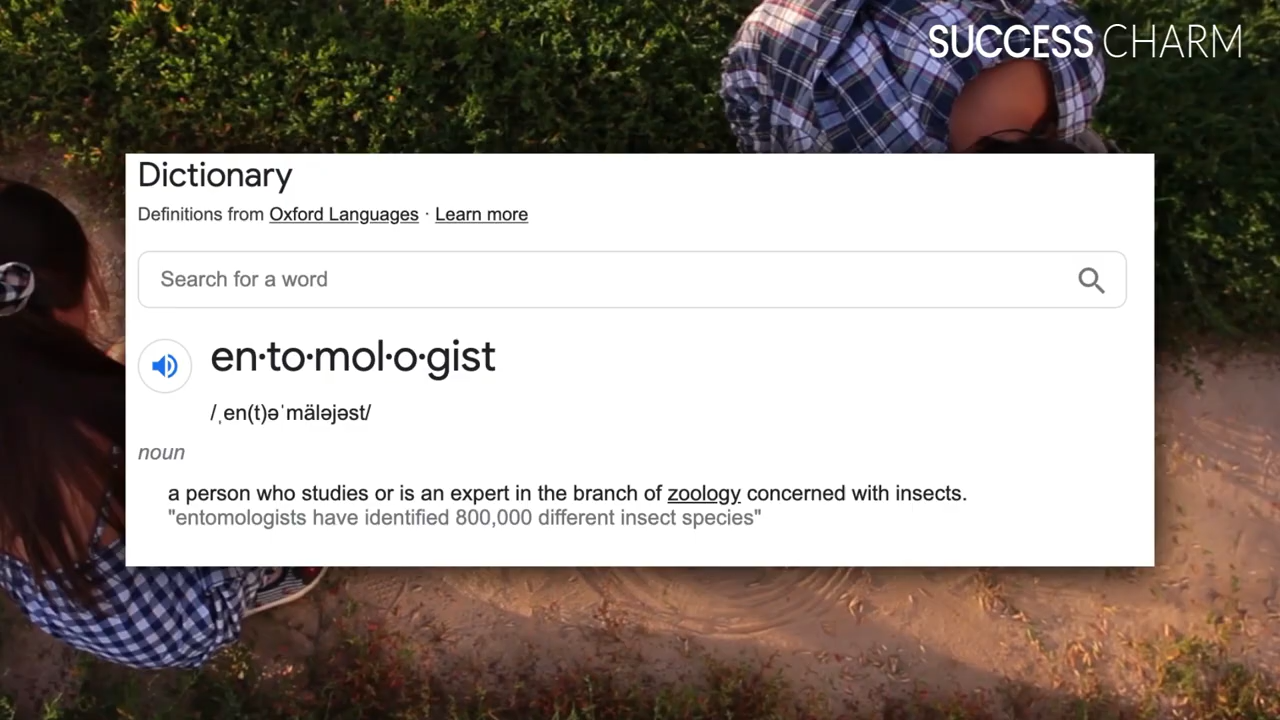 SUCCESS CHARM
Dictionary
Definitions from Oxford Languages · Learn more
Search for a word
en·to·mol·o·gist
/ˌen(t)əˈmäləjəst/
noun
a person who studies or is an expert in the branch of zoology concerned with insects.
"entomologists have identified 800,000 different insect species"